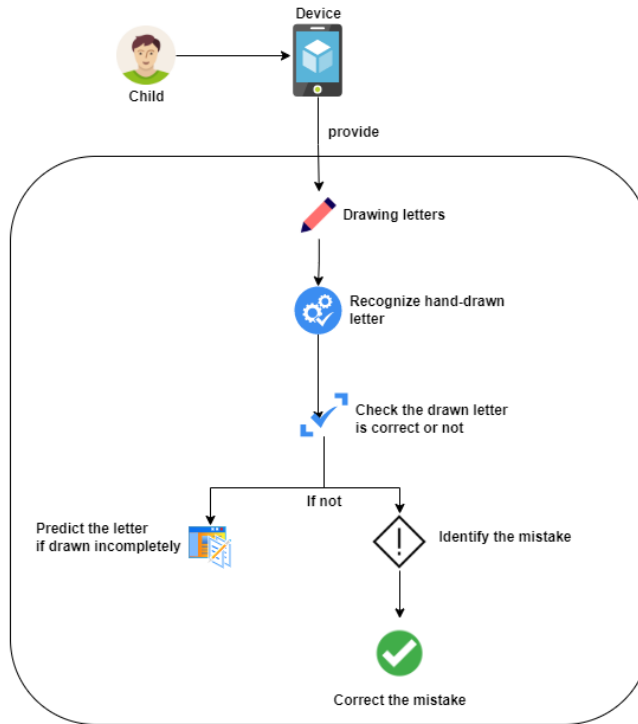 Device
Child
provide
Drawing letters
Recognize hand-drawn
letter
Check the drawn letter
is correct or not
If not
Predict the letter
if drawn incompletely
Identify the mistake
Correct the mistake